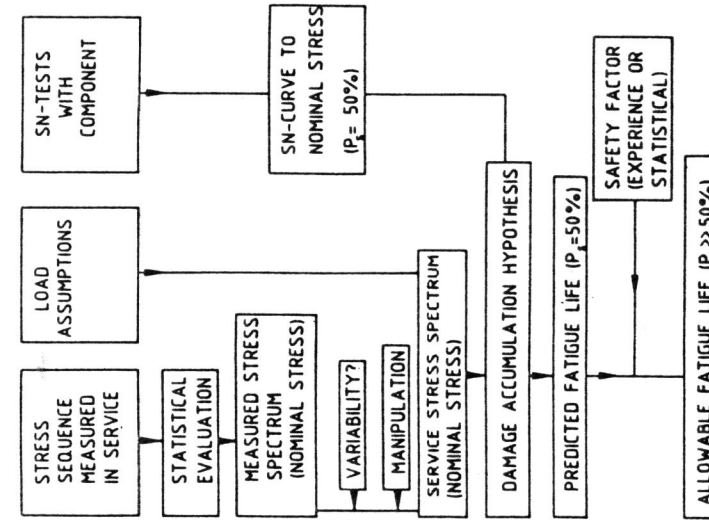 STRESS
SEQUENCE
MEASURED
IN SERVICE
LOAD
ASSUMPTIONS
SN-TESTS
WITH
COMPONENT
STATISTICAL
EVALUATION
MEASURED STRESS
SPECTRUM
(NOMINAL STRESS)
SN-CURVE TO
NOMINAL STRESS
(Ps = 50%)
VARIABILITY?
MANIPULATION
SERVICE STRESS SPECTRUM
(NOMINAL STRESS)
DAMAGE ACCUMULATION HYPOTHESIS
PREDICTED FATIGUE LIFE (Ps=50%)
SAFETY FACTOR
(EXPERIENCE OR
STATISTICAL)
ALLOWABLE FATIGUE LIFE (P >> 50%)